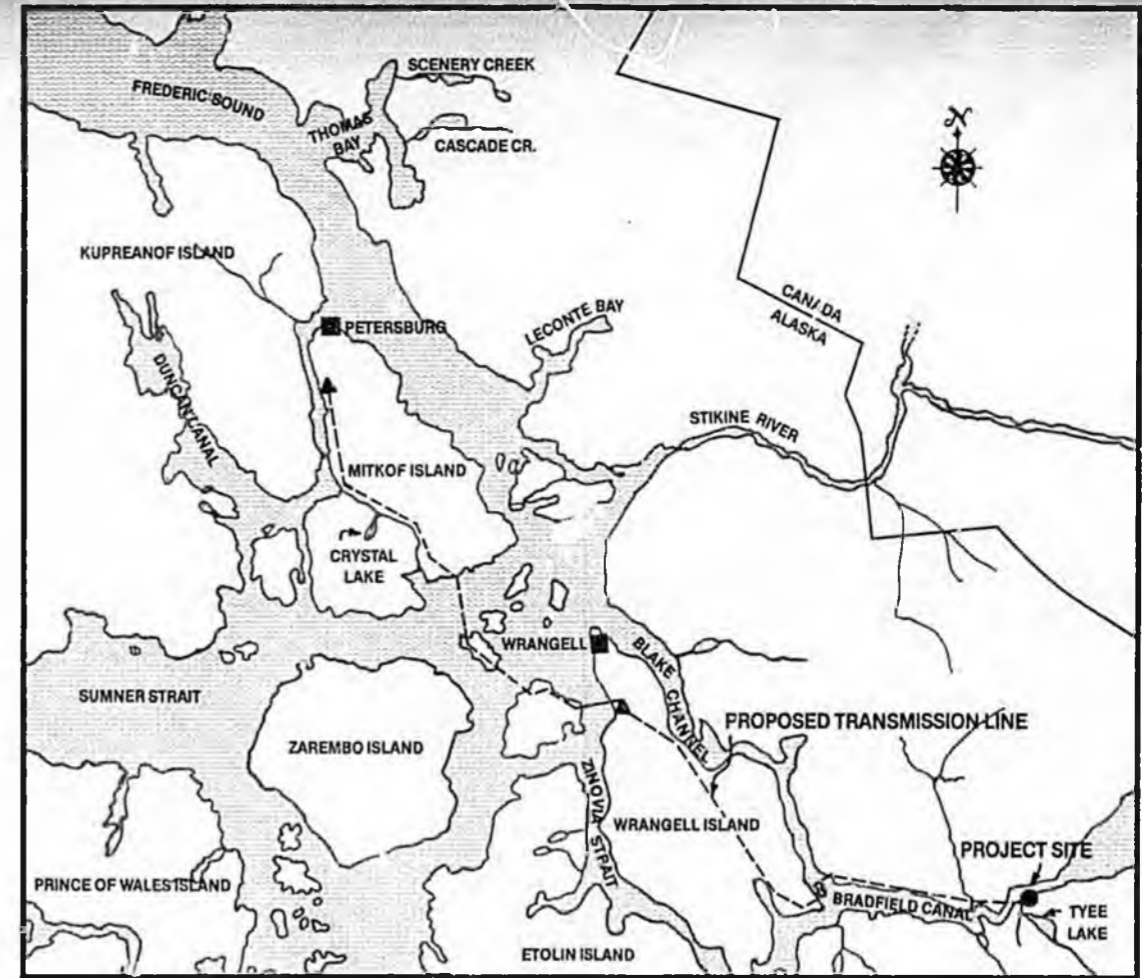 SCENERY CREEK
FREDERIC SOUND
THOMAS
BAY
CASCADE CR.
N
KUPREANOF ISLAND
CANADA
ALASKA
LECONTE BAY
PETERSBURG
DUNCAN CANAL
STIKINE RIVER
MITKOF ISLAND
CRYSTAL
LAKE
WRANGELL
BLAKE CHANNEL
SUMNER STRAIT
PROPOSED TRANSMISSION LINE
ZAREMBO ISLAND
ZINOVIA STRAIT
WRANGELL ISLAND
PROJECT SITE
PRINCE OF WALES ISLAND
BRADFIELD CANAL
TYEE
LAKE
ETOLIN ISLAND